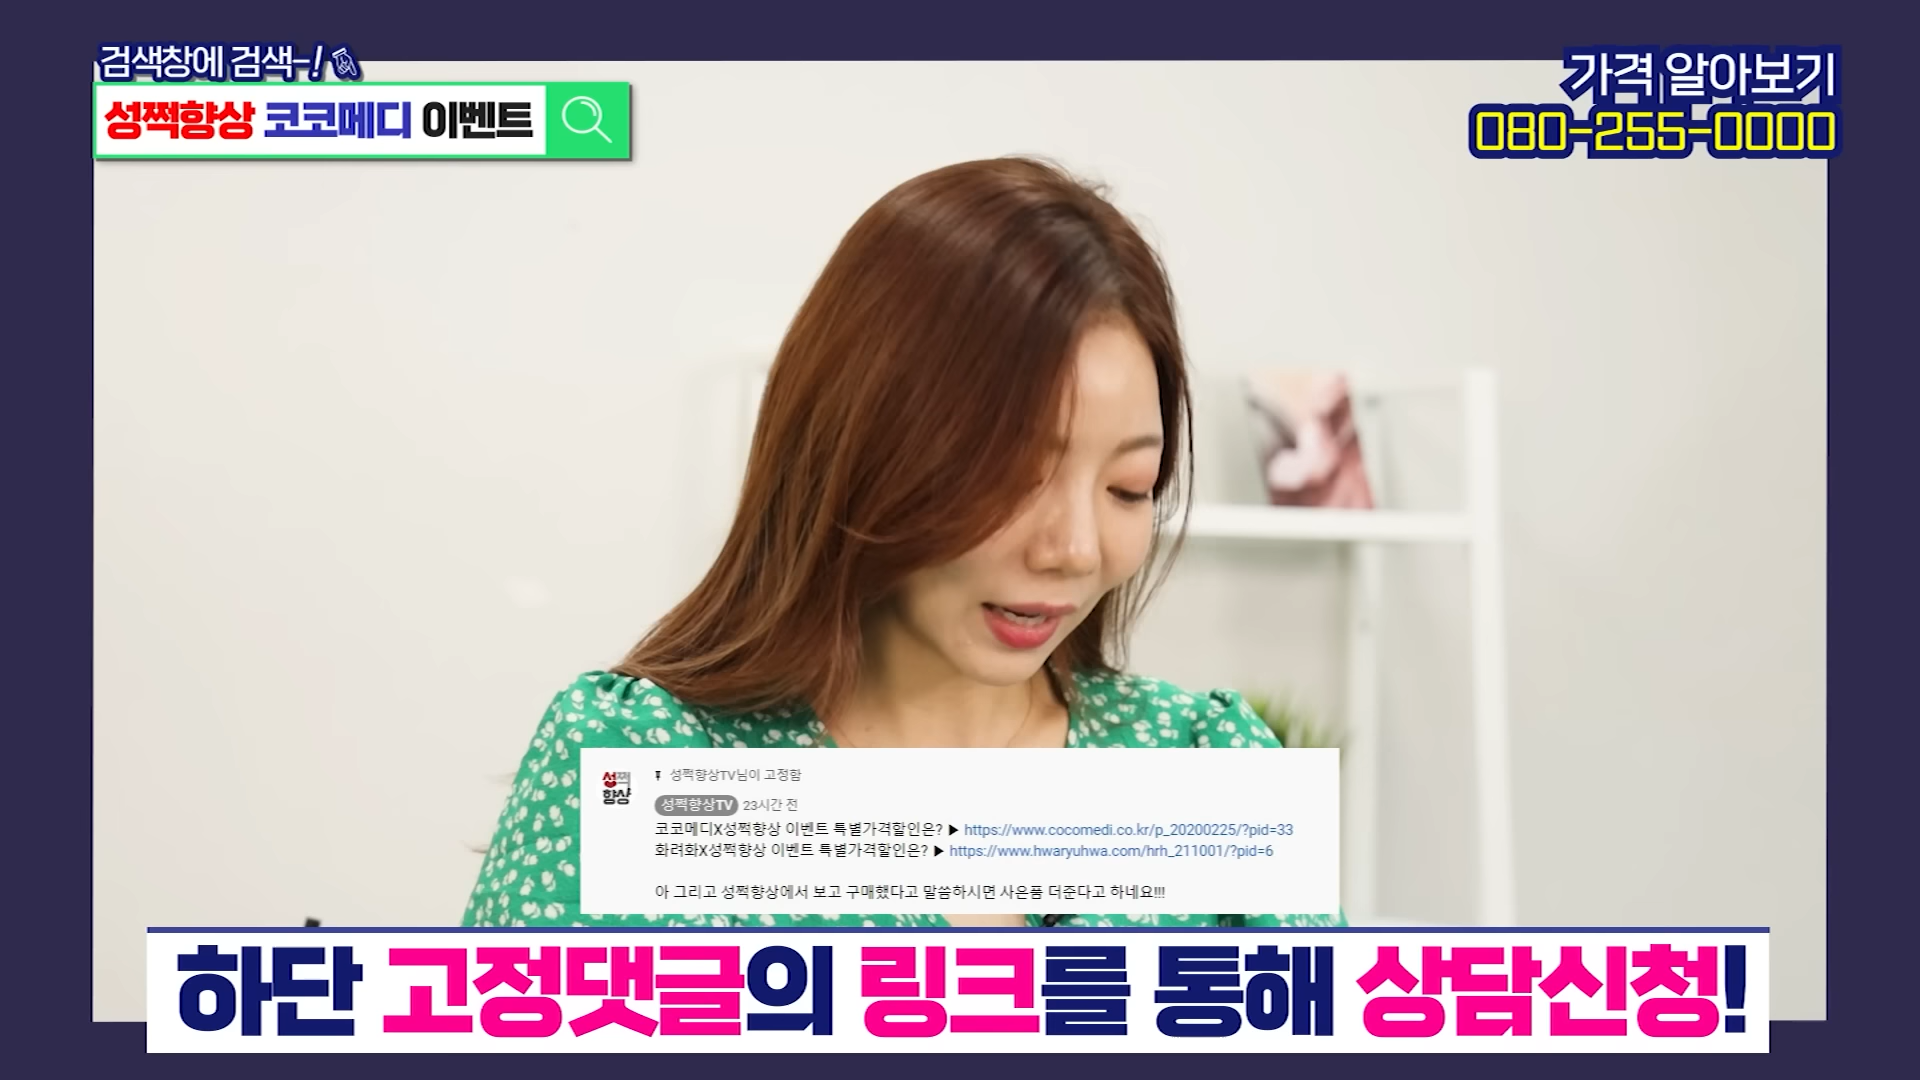 검색창에 검색-!
성쩍향상 코코메디 이벤트
가격 알아보기
080-255-0000
성쩍향상
성쩍향상TV님이 고정함
성쩍향상TV 23시간 전
코코메디X성쩍향상 이벤트 특별가격할인은? ▶ https://www.cocomedi.co.kr/p_20200225/?pid=33
화려화X성쩍향상 이벤트 특별가격할인은? ▶ https://www.hwaryuhwa.com/hrh_211001/?pid=6
아 그리고 성쩍향상에서 보고 구매했다고 말씀하시면 사은품 더준다고 하네요!!!
하단 고정댓글의 링크를 통해 상담신청!